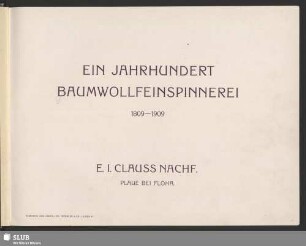 EIN JAHRHUNDERT
BAUMWOLLFEINSPINNEREI
1809—1909
E. I. CLAUSS NACHF.
PLAUE BEI FLÖHA
SLUB